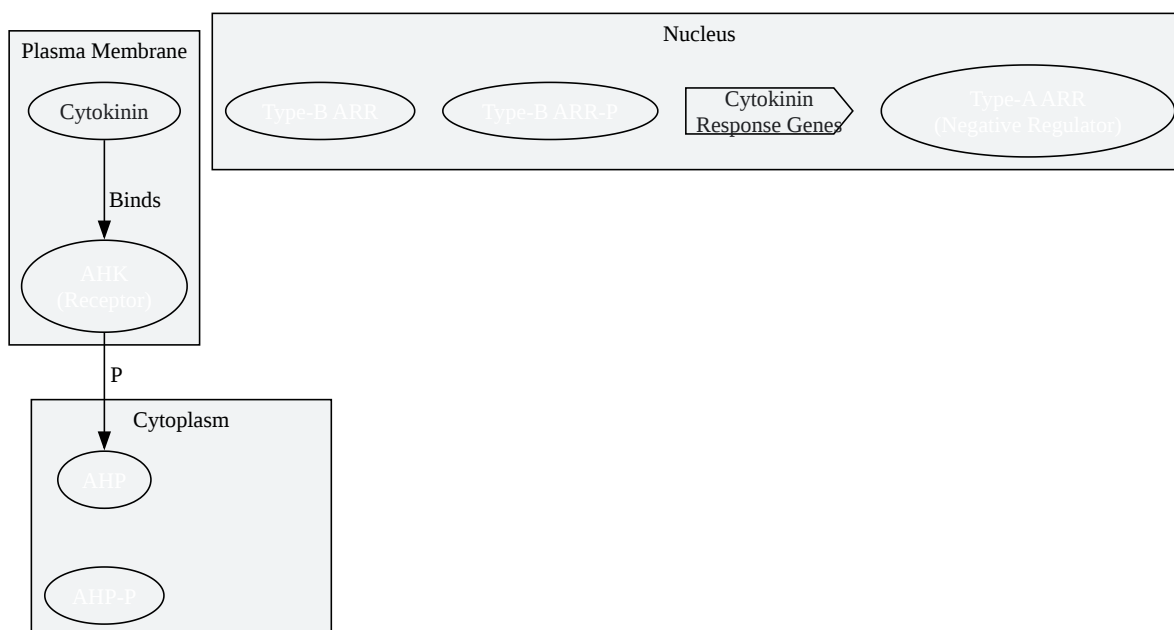 Plasma Membrane
Cytokinin
Binds
AHK
(Receptor)
P
Cytoplasm
AHP
AHP-P
Nucleus
Type-B ARR
Type-B ARR-P
Cytokinin
Response Genes
Type-A ARR
(Negative Regulator)